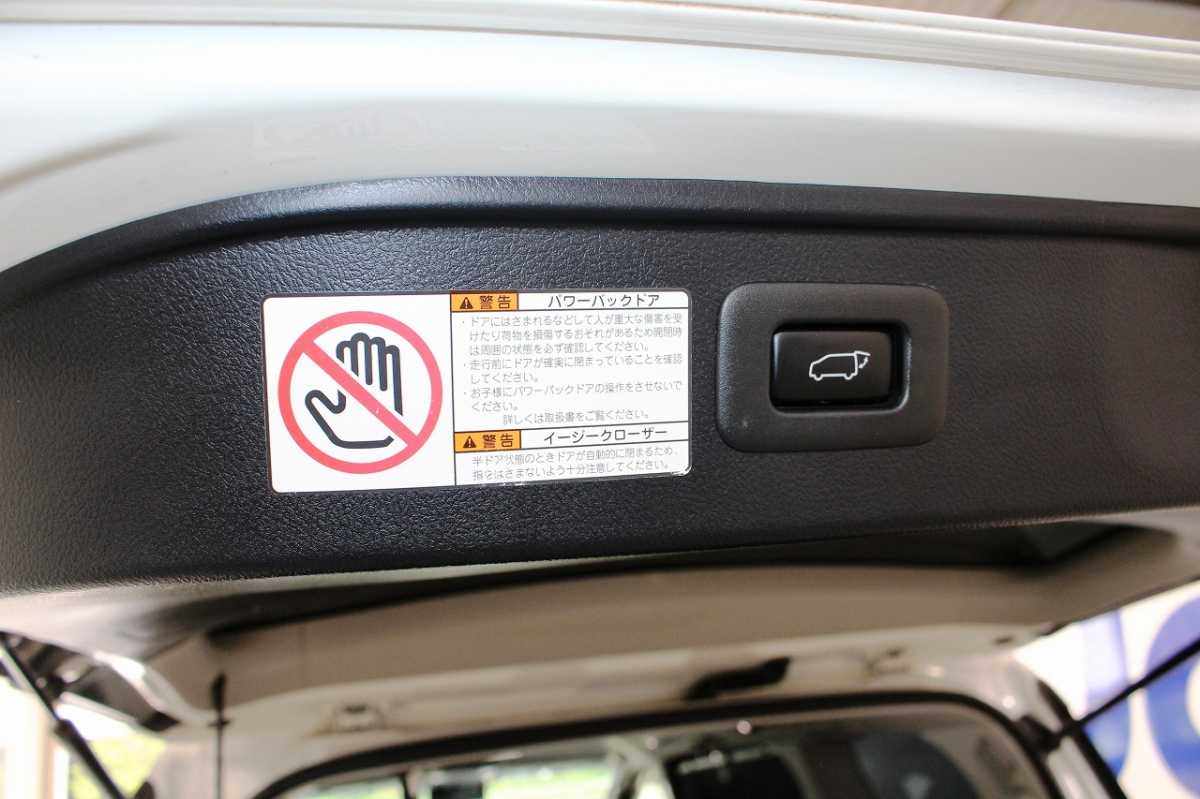 警告 パワーバックドア
・ドアにはさまれるなどして人が重大な傷害を受
けたり荷物を損傷するおそれがあるため開閉時
は周囲の状態を必ず確認してください。
・走行前にドアが確実に閉まっていることを確認
してください。
・お子様にパワーバックドアの操作をさせないで
ください。
詳しくは取扱書をご覧ください。
警告 イージークローザー
半ドア状態のときドアが自動的に閉まるため、
指をはさまないよう十分注意してください。